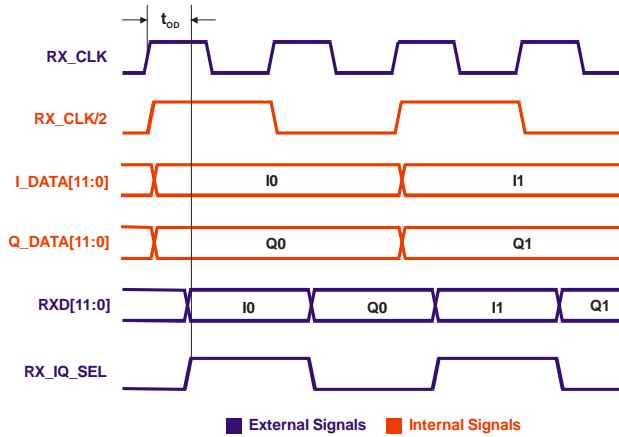 tOD
RX_CLK
RX_CLK/2
I_DATA[11:0] I0 I1
Q_DATA[11:0] Q0 Q1
RXD[11:0] I0 Q0 I1 Q1
RX_IQ_SEL
External Signals Internal Signals